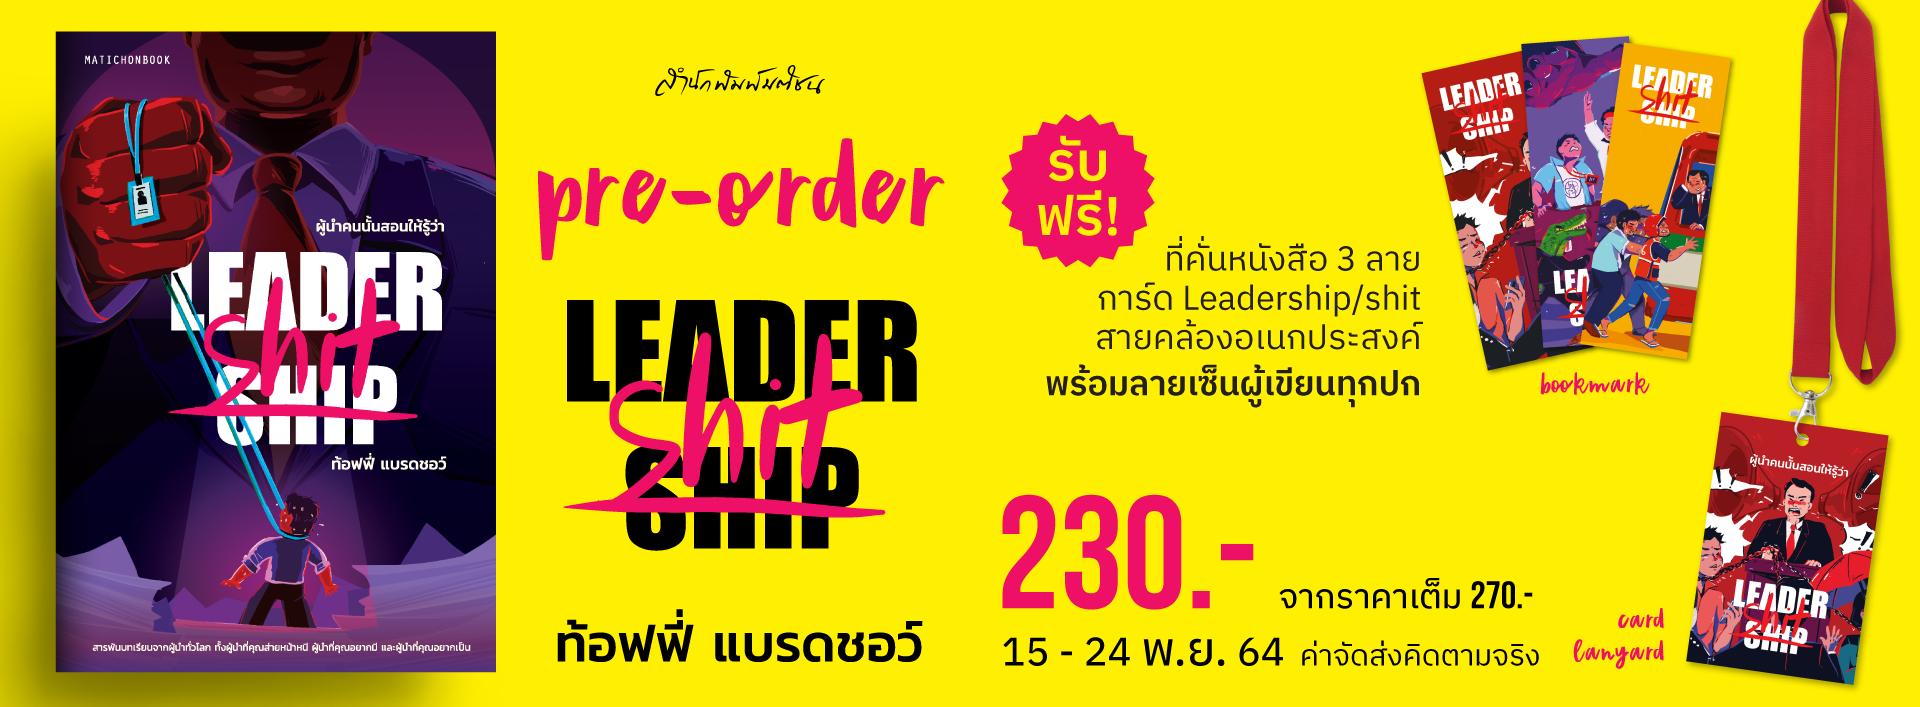 MATICHONBOOK
ผู้นำคนนั้นสอนให้รู้ว่า
LEADER
shit
SHIP
ท้อฟฟี่ แบรดชอว์
สารพันบทเรียนจากผู้นำทั่วโลก ทั้งผู้นำที่คุณส่ายหน้าหนี ผู้นำที่คุณอยากมี และผู้นำที่คุณอยากเป็น
สำนักพิมพ์มติชน
pre-order
LEADER
shit
SHIP
ท้อฟฟี่ แบรดชอว์
รับ
ฟรี!
ที่คั่นหนังสือ 3 ลาย
การ์ด Leadership/shit
สายคล้องอเนกประสงค์
พร้อมลายเซ็นผู้เขียนทุกปก
230.-
จากราคาเต็ม 270.-
15 - 24 พ.ย. 64 ค่าจัดส่งคิดตามจริง
LEADER
shit
SHIP
LEADER
shit
SHIP
bookmark
ผู้นำคนนั้นสอนให้รู้ว่า
LEADER
shit
SHIP
card
lanyard